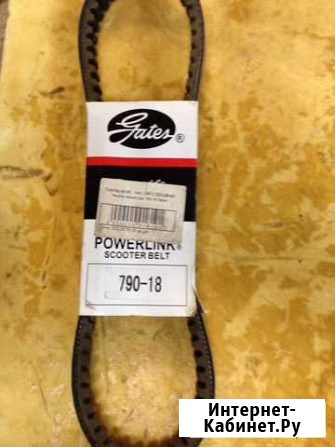 Gates ®
POWERLINK®
SCOOTER BELT
790-18
Интернет-
Кабинет.Ру